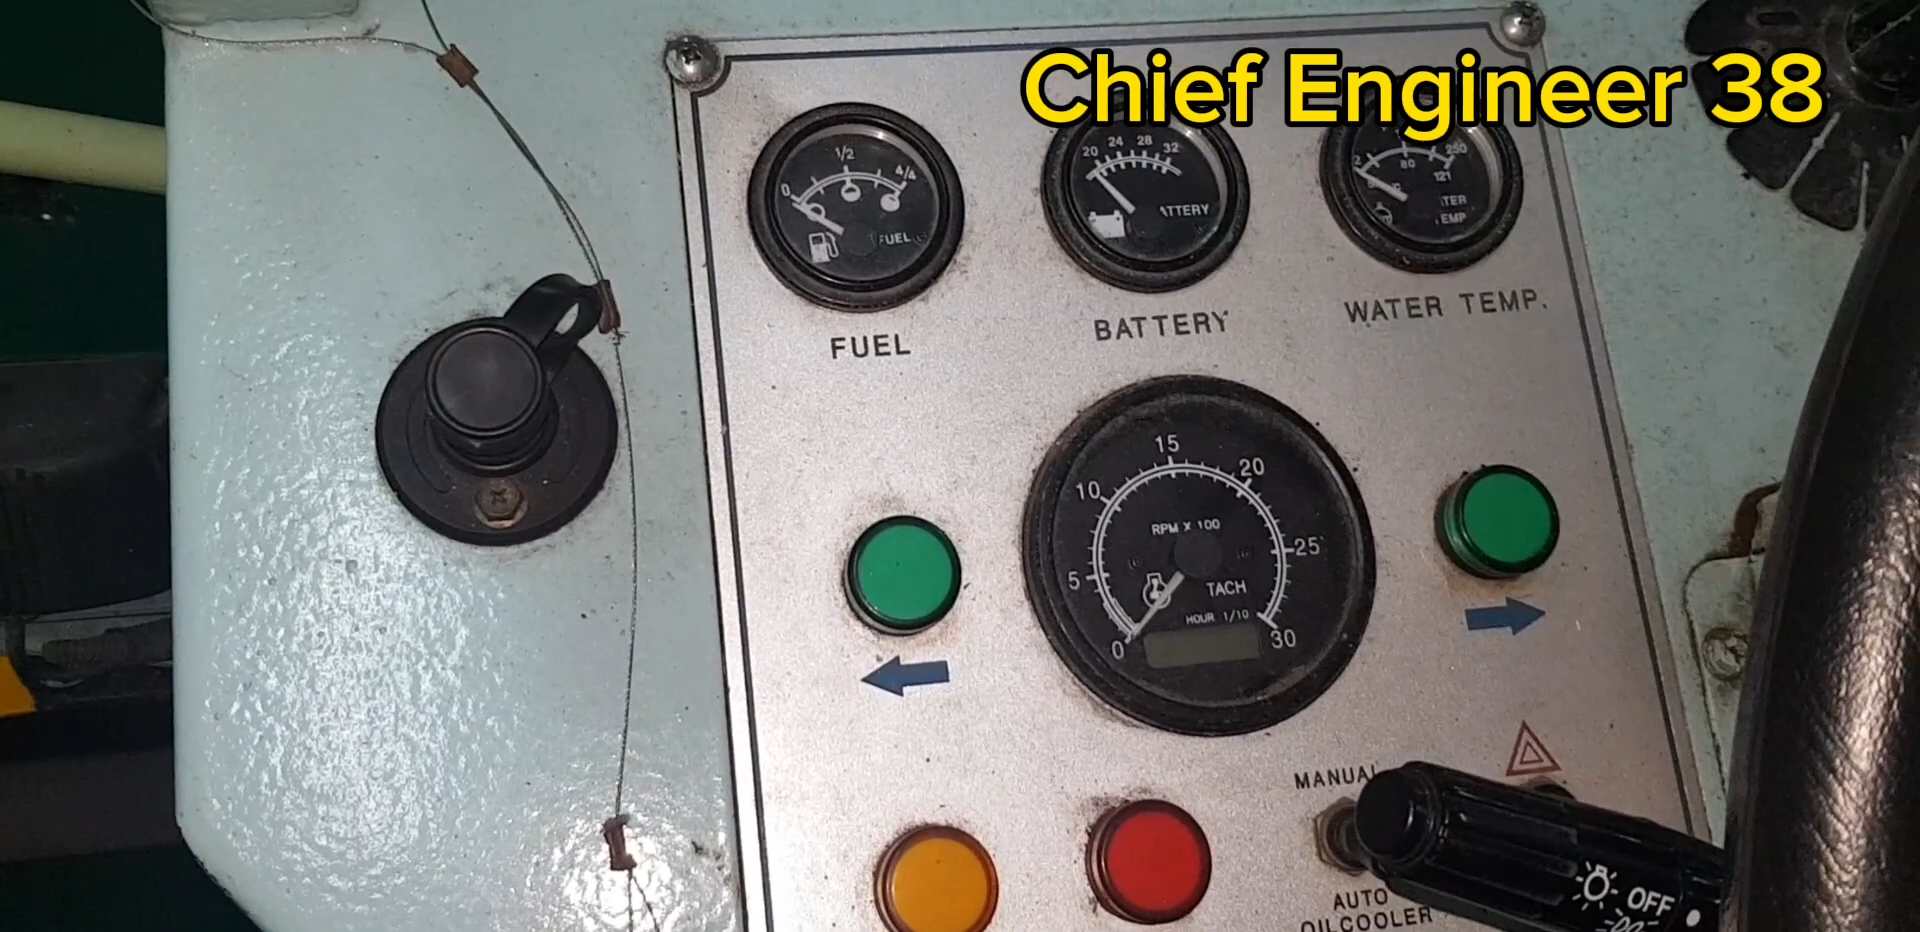 Chief Engineer 38
0 1/2 4/4
FUEL
20 24 28 32
ATTERY
80 250
121
TER
EMP
FUEL
BATTERY
WATER TEMP.
0 5 10 15 20 25 30
RPM X 100
TACH
HOUR 1/10
MANUAL
AUTO
OILCOOLER
OFF